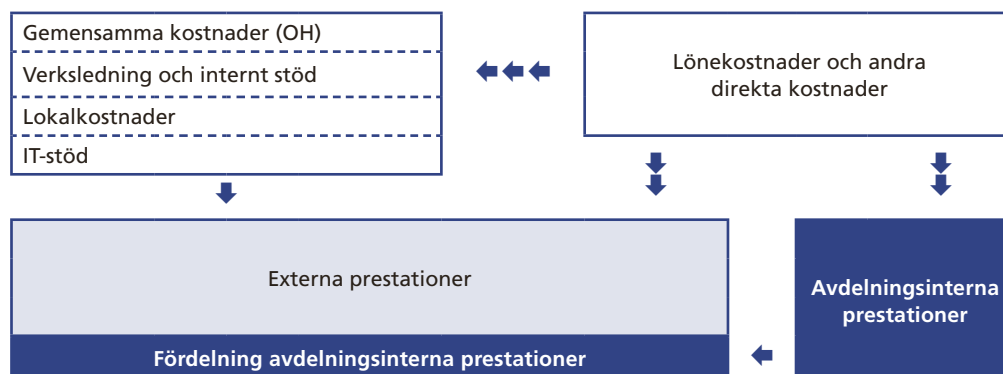 Gemensamma kostnader (OH)
Verksledning och internt stöd
Lokalkostnader
IT-stöd
Lönekostnader och andra
direkta kostnader
Externa prestationer
Avdelningsinterna
prestationer
Fördelning avdelningsinterna prestationer